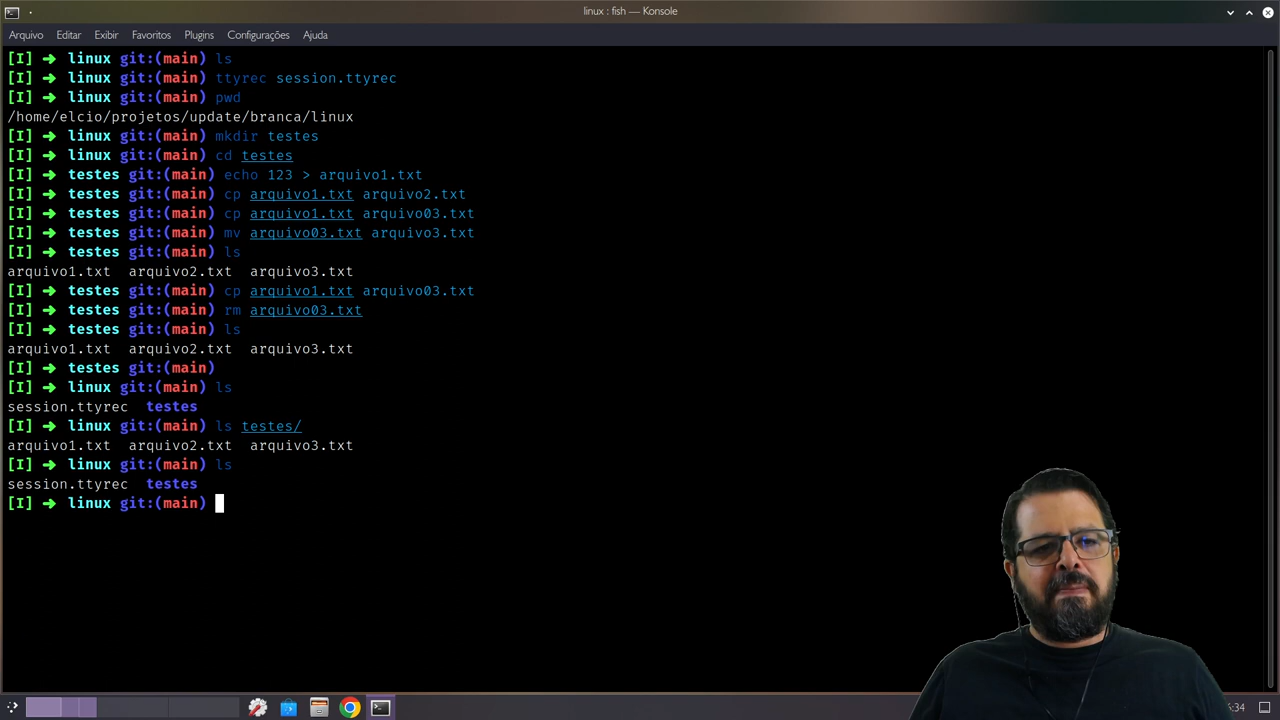 linux : fish — Konsole
Arquivo Editar Exibir Favoritos Plugins Configurações Ajuda
[I] ➜ linux git:(main) ls
[I] ➜ linux git:(main) ttyrec session.ttyrec
[I] ➜ linux git:(main) pwd
/home/elcio/projetos/update/branca/linux
[I] ➜ linux git:(main) mkdir testes
[I] ➜ linux git:(main) cd testes
[I] ➜ testes git:(main) echo 123 > arquivo1.txt
[I] ➜ testes git:(main) cp arquivo1.txt arquivo2.txt
[I] ➜ testes git:(main) cp arquivo1.txt arquivo03.txt
[I] ➜ testes git:(main) mv arquivo03.txt arquivo3.txt
[I] ➜ testes git:(main) ls
arquivo1.txt arquivo2.txt arquivo3.txt
[I] ➜ testes git:(main) cp arquivo1.txt arquivo03.txt
[I] ➜ testes git:(main) rm arquivo03.txt
[I] ➜ testes git:(main) ls
arquivo1.txt arquivo2.txt arquivo3.txt
[I] ➜ testes git:(main)
[I] ➜ linux git:(main) ls
session.ttyrec testes
[I] ➜ linux git:(main) ls testes/
arquivo1.txt arquivo2.txt arquivo3.txt
[I] ➜ linux git:(main) ls
session.ttyrec testes
[I] ➜ linux git:(main)